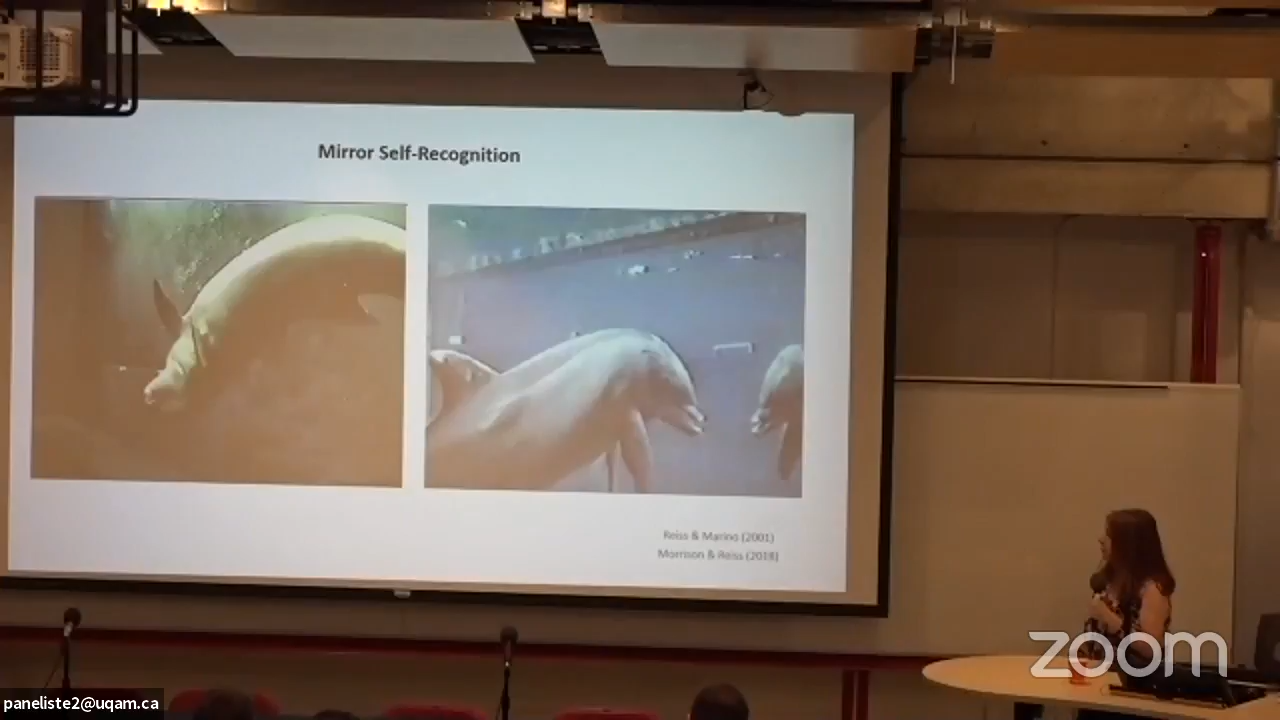 Mirror Self-Recognition
Reiss & Marino (2001)
Morrison & Reiss (2018)
zoom
paneliste2@uqam.ca